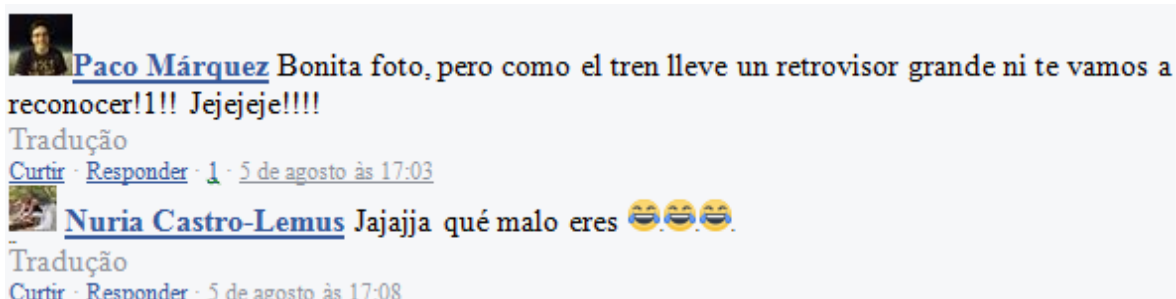 Paco Márquez Bonita foto, pero como el tren lleve un retrovisor grande ni te vamos a
reconocer!1!! Jejejeje!!!!
Tradução
Curtir · Responder · 1 · 5 de agosto às 17:03
Nuria Castro-Lemus Jajajja qué malo eres 😂.😂.😂.
Tradução
Curtir · Responder · 5 de agosto às 17:08